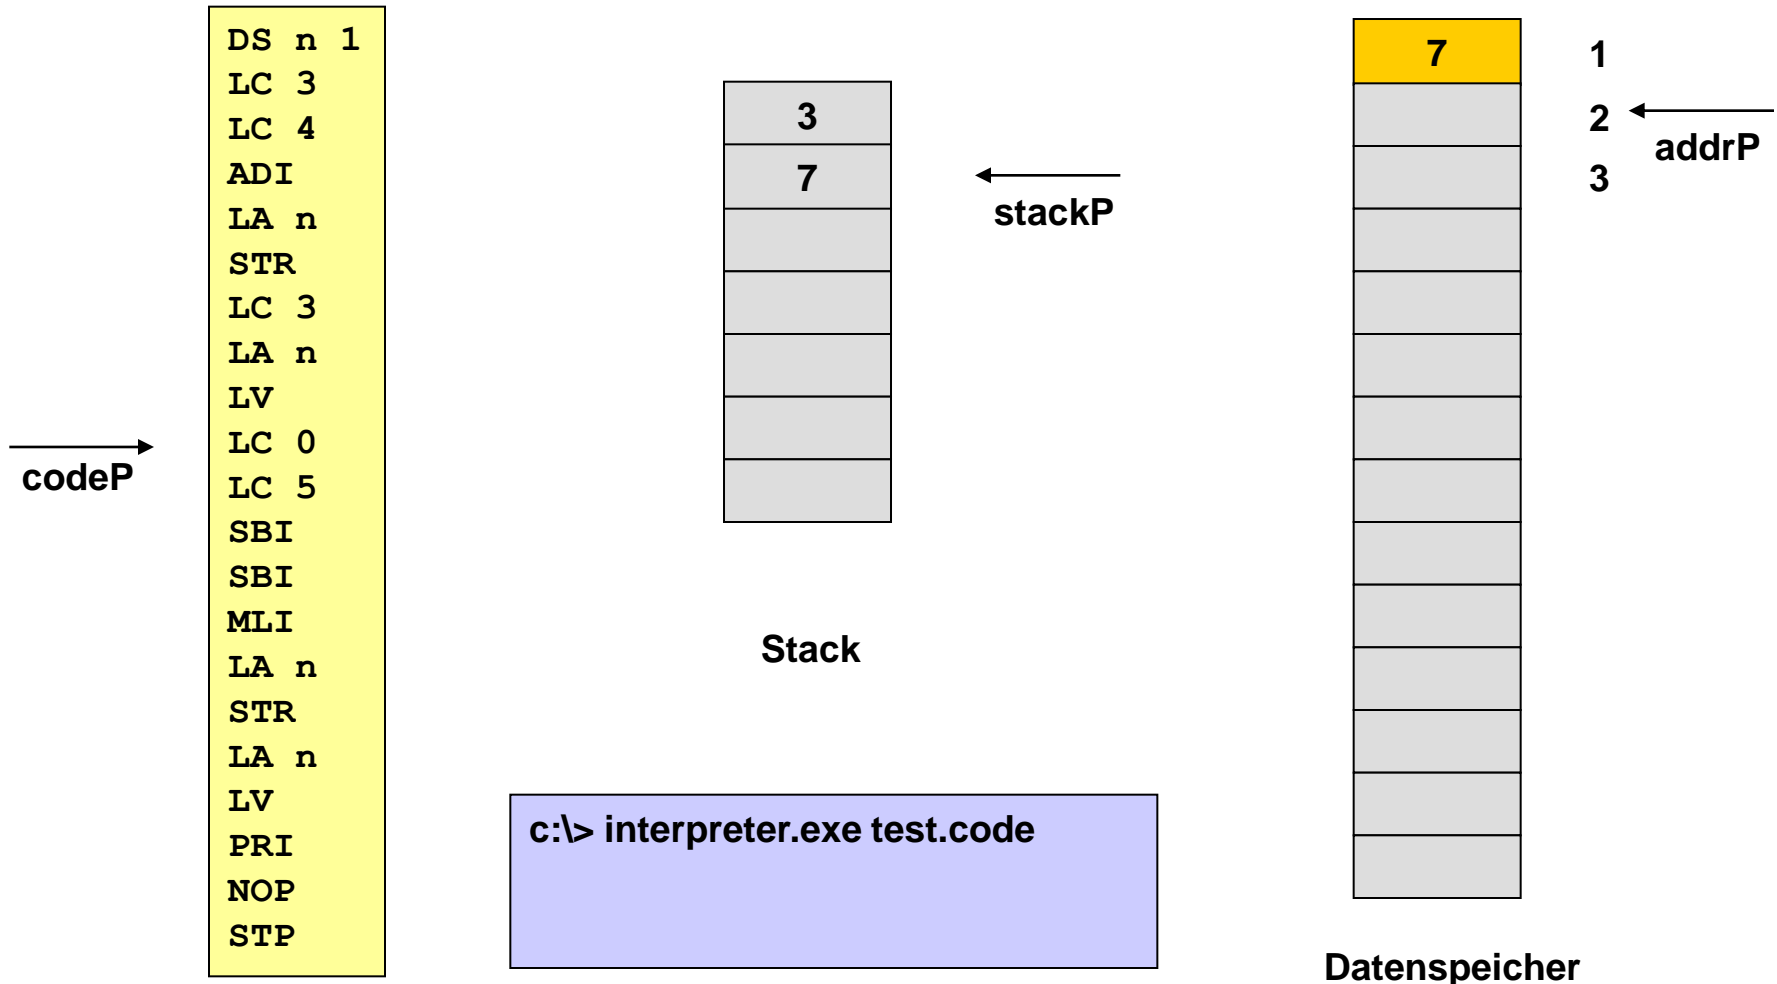 DS n 1
LC 3
LC 4
ADI
LA n
STR
LC 3
LA n
LV
LC 0
LC 5
SBI
SBI
MLI
LA n
STR
LA n
LV
PRI
NOP
STP
codeP
3
7
stackP
Stack
c:\> interpreter.exe test.code
7
1
2
3
addrP
Datenspeicher